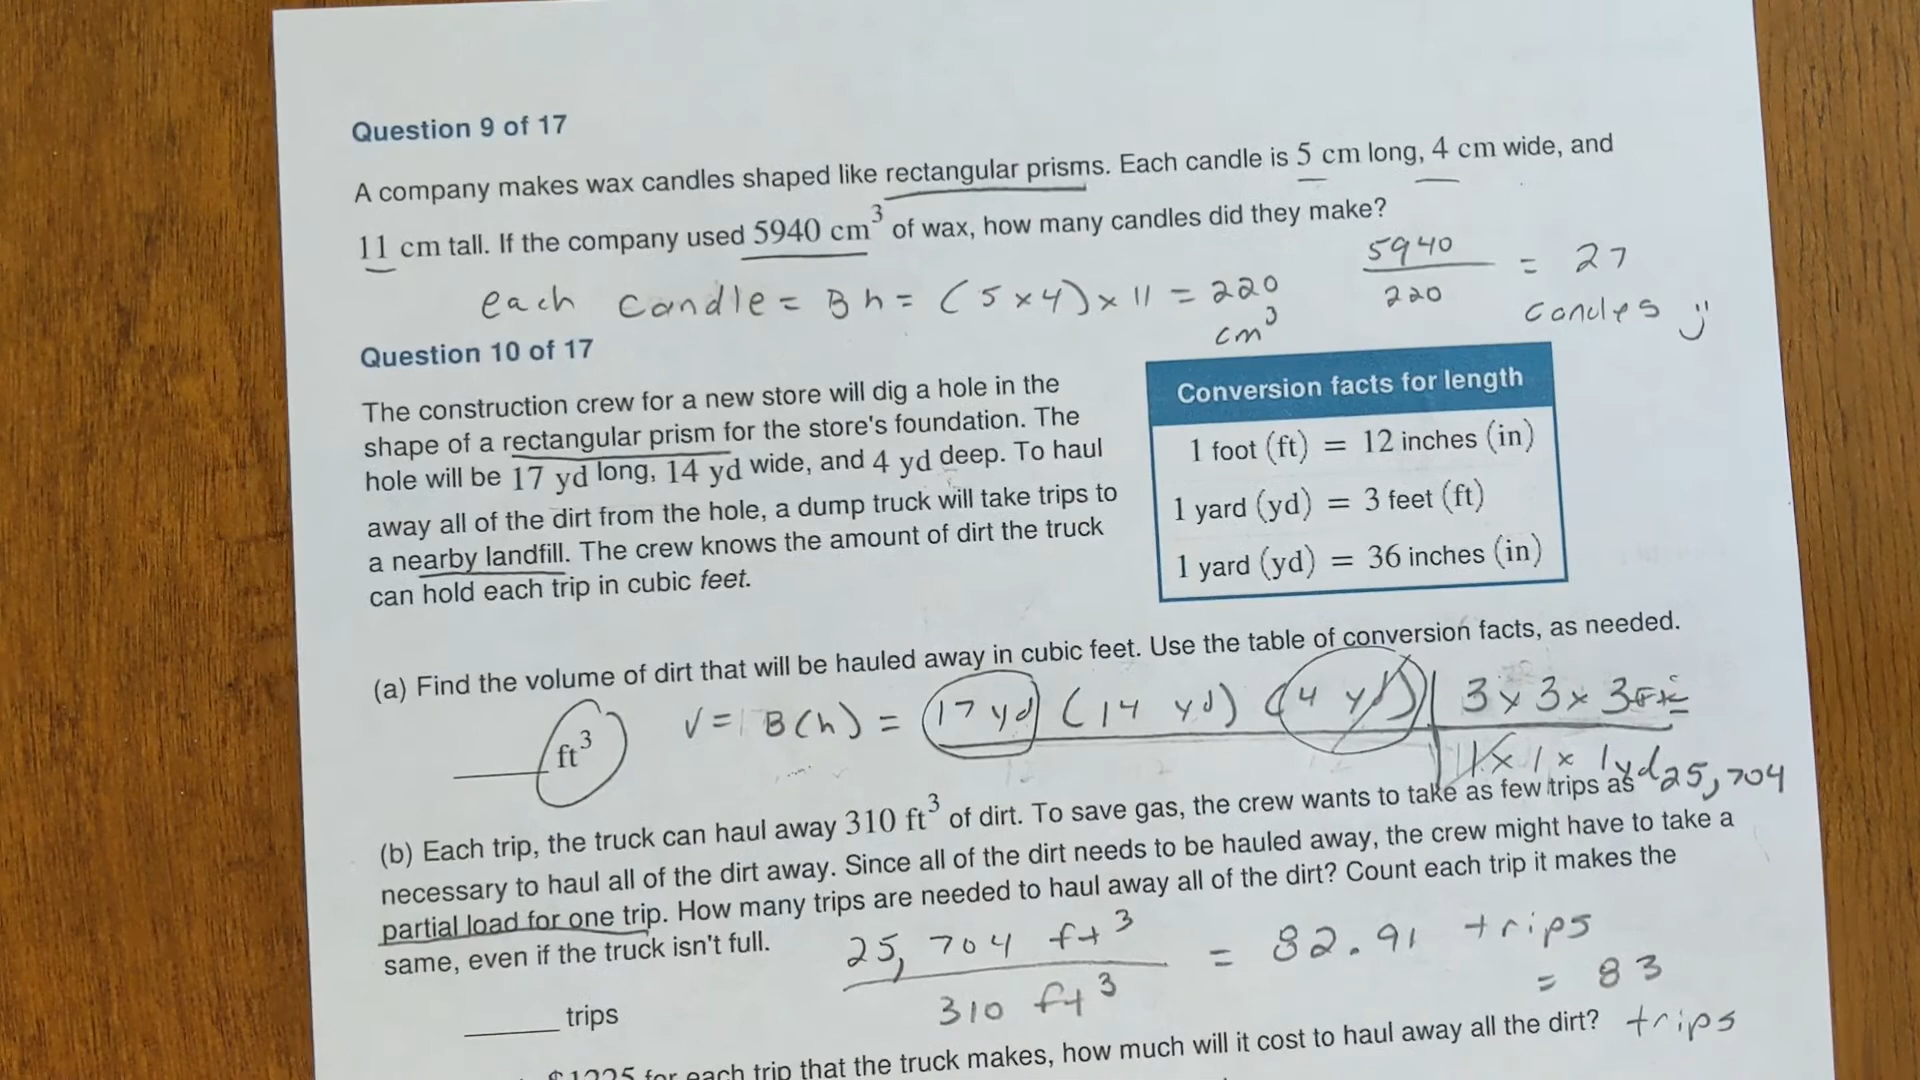 Question 9 of 17
A company makes wax candles shaped like rectangular prisms. Each candle is 5 cm long, 4 cm wide, and
11 cm tall. If the company used 5940 cm³ of wax, how many candles did they make?
each candle = Bh = (5 x 4) x 11 = 220 cm³
5940 / 220 = 27 candles
Question 10 of 17
The construction crew for a new store will dig a hole in the
shape of a rectangular prism for the store's foundation. The
hole will be 17 yd long, 14 yd wide, and 4 yd deep. To haul
away all of the dirt from the hole, a dump truck will take trips to
a nearby landfill. The crew knows the amount of dirt the truck
can hold each trip in cubic feet.
Conversion facts for length
1 foot (ft) = 12 inches (in)
1 yard (yd) = 3 feet (ft)
1 yard (yd) = 36 inches (in)
(a) Find the volume of dirt that will be hauled away in cubic feet. Use the table of conversion facts, as needed.
V = B(h) = (17 yd) (14 yd) (4 yd) | 3 x 3 x 3
1 x 1 x 1yd
ft³
25,704
(b) Each trip, the truck can haul away 310 ft³ of dirt. To save gas, the crew wants to take as few trips as
necessary to haul all of the dirt away. Since all of the dirt needs to be hauled away, the crew might have to take a
partial load for one trip. How many trips are needed to haul away all of the dirt? Count each trip it makes the
same, even if the truck isn't full.
25,704 ft³ / 310 ft³ = 82.91 trips
= 83 trips
trips
for each trip that the truck makes, how much will it cost to haul away all the dirt?